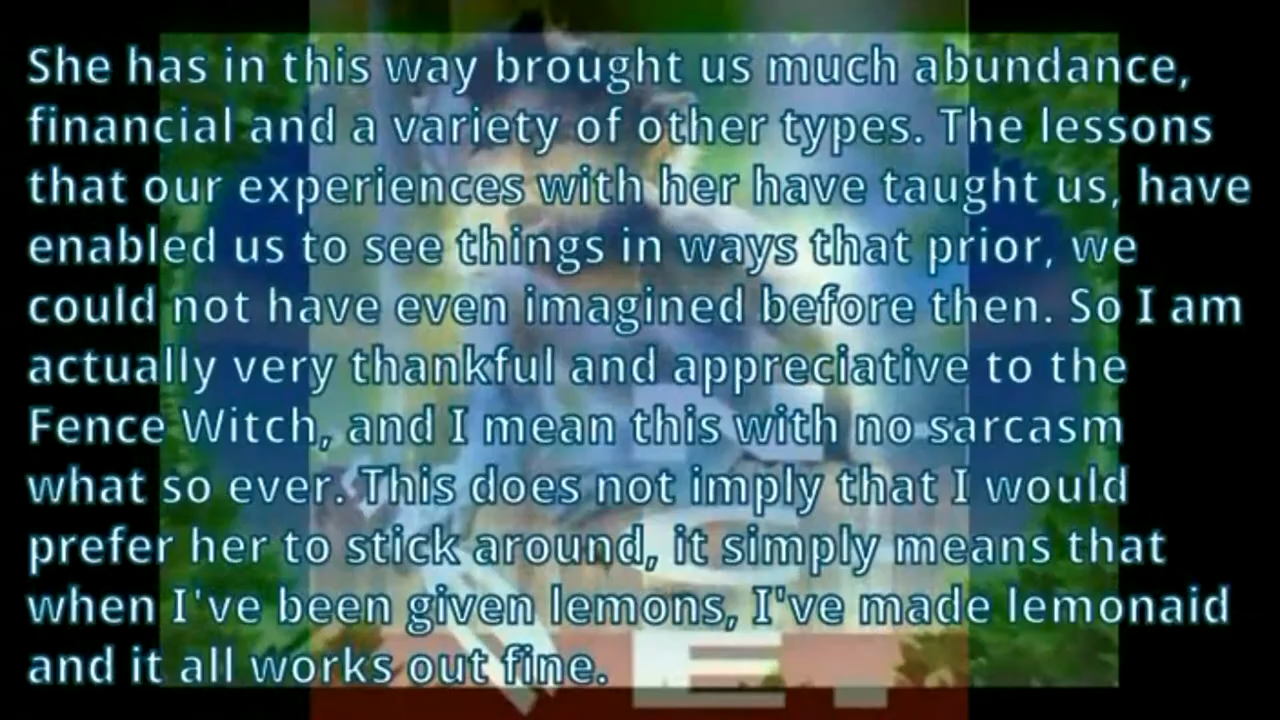 She has in this way brought us much abundance,
financial and a variety of other types. The lessons
that our experiences with her have taught us, have
enabled us to see things in ways that prior, we
could not have even imagined before then. So I am
actually very thankful and appreciative to the
Fence Witch, and I mean this with no sarcasm
what so ever. This does not imply that I would
prefer her to stick around, it simply means that
when I've been given lemons, I've made lemonaid
and it all works out fine.